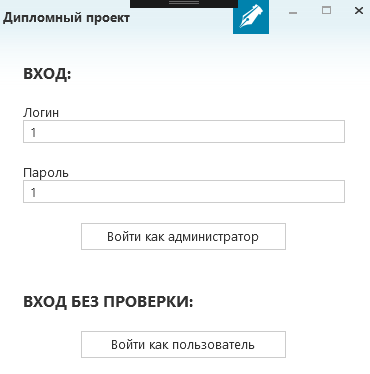 Дипломный проект
ВХОД:
Логин
1
Пароль
1
Войти как администратор
ВХОД БЕЗ ПРОВЕРКИ:
Войти как пользователь